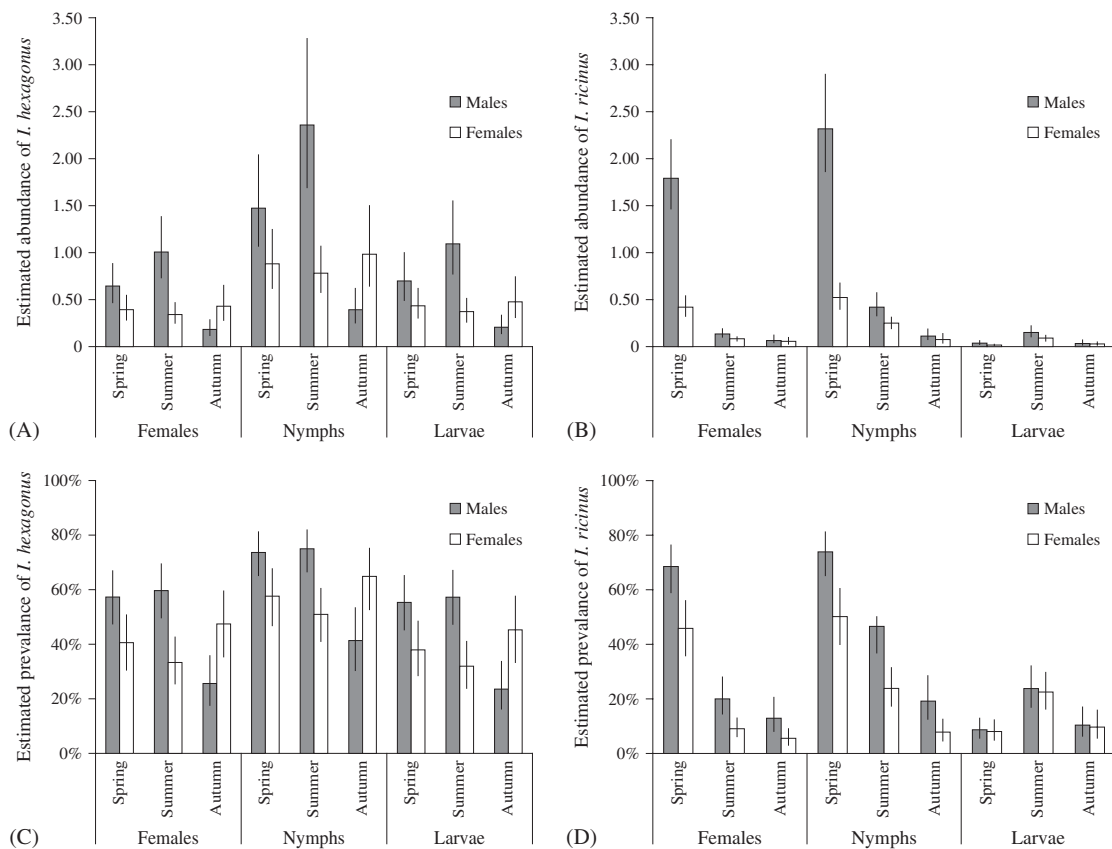 Estimated abundance of I. hexagonus
3.50
3.00
2.50
2.00
1.50
1.00
0.50
0
Males
Females
Spring
Summer
Autumn
Spring
Summer
Autumn
Spring
Summer
Autumn
(A)
Females
Nymphs
Larvae
Estimated abundance of I. ricinus
3.50
3.00
2.50
2.00
1.50
1.00
0.50
0
Males
Females
Spring
Summer
Autumn
Spring
Summer
Autumn
Spring
Summer
Autumn
(B)
Females
Nymphs
Larvae
Estimated prevalance of I. hexagonus
100%
80%
60%
40%
20%
0%
Males
Females
Spring
Summer
Autumn
Spring
Summer
Autumn
Spring
Summer
Autumn
(C)
Females
Nymphs
Larvae
Estimated prevalance of I. ricinus
100%
80%
60%
40%
20%
0%
Males
Females
Spring
Summer
Autumn
Spring
Summer
Autumn
Spring
Summer
Autumn
(D)
Females
Nymphs
Larvae